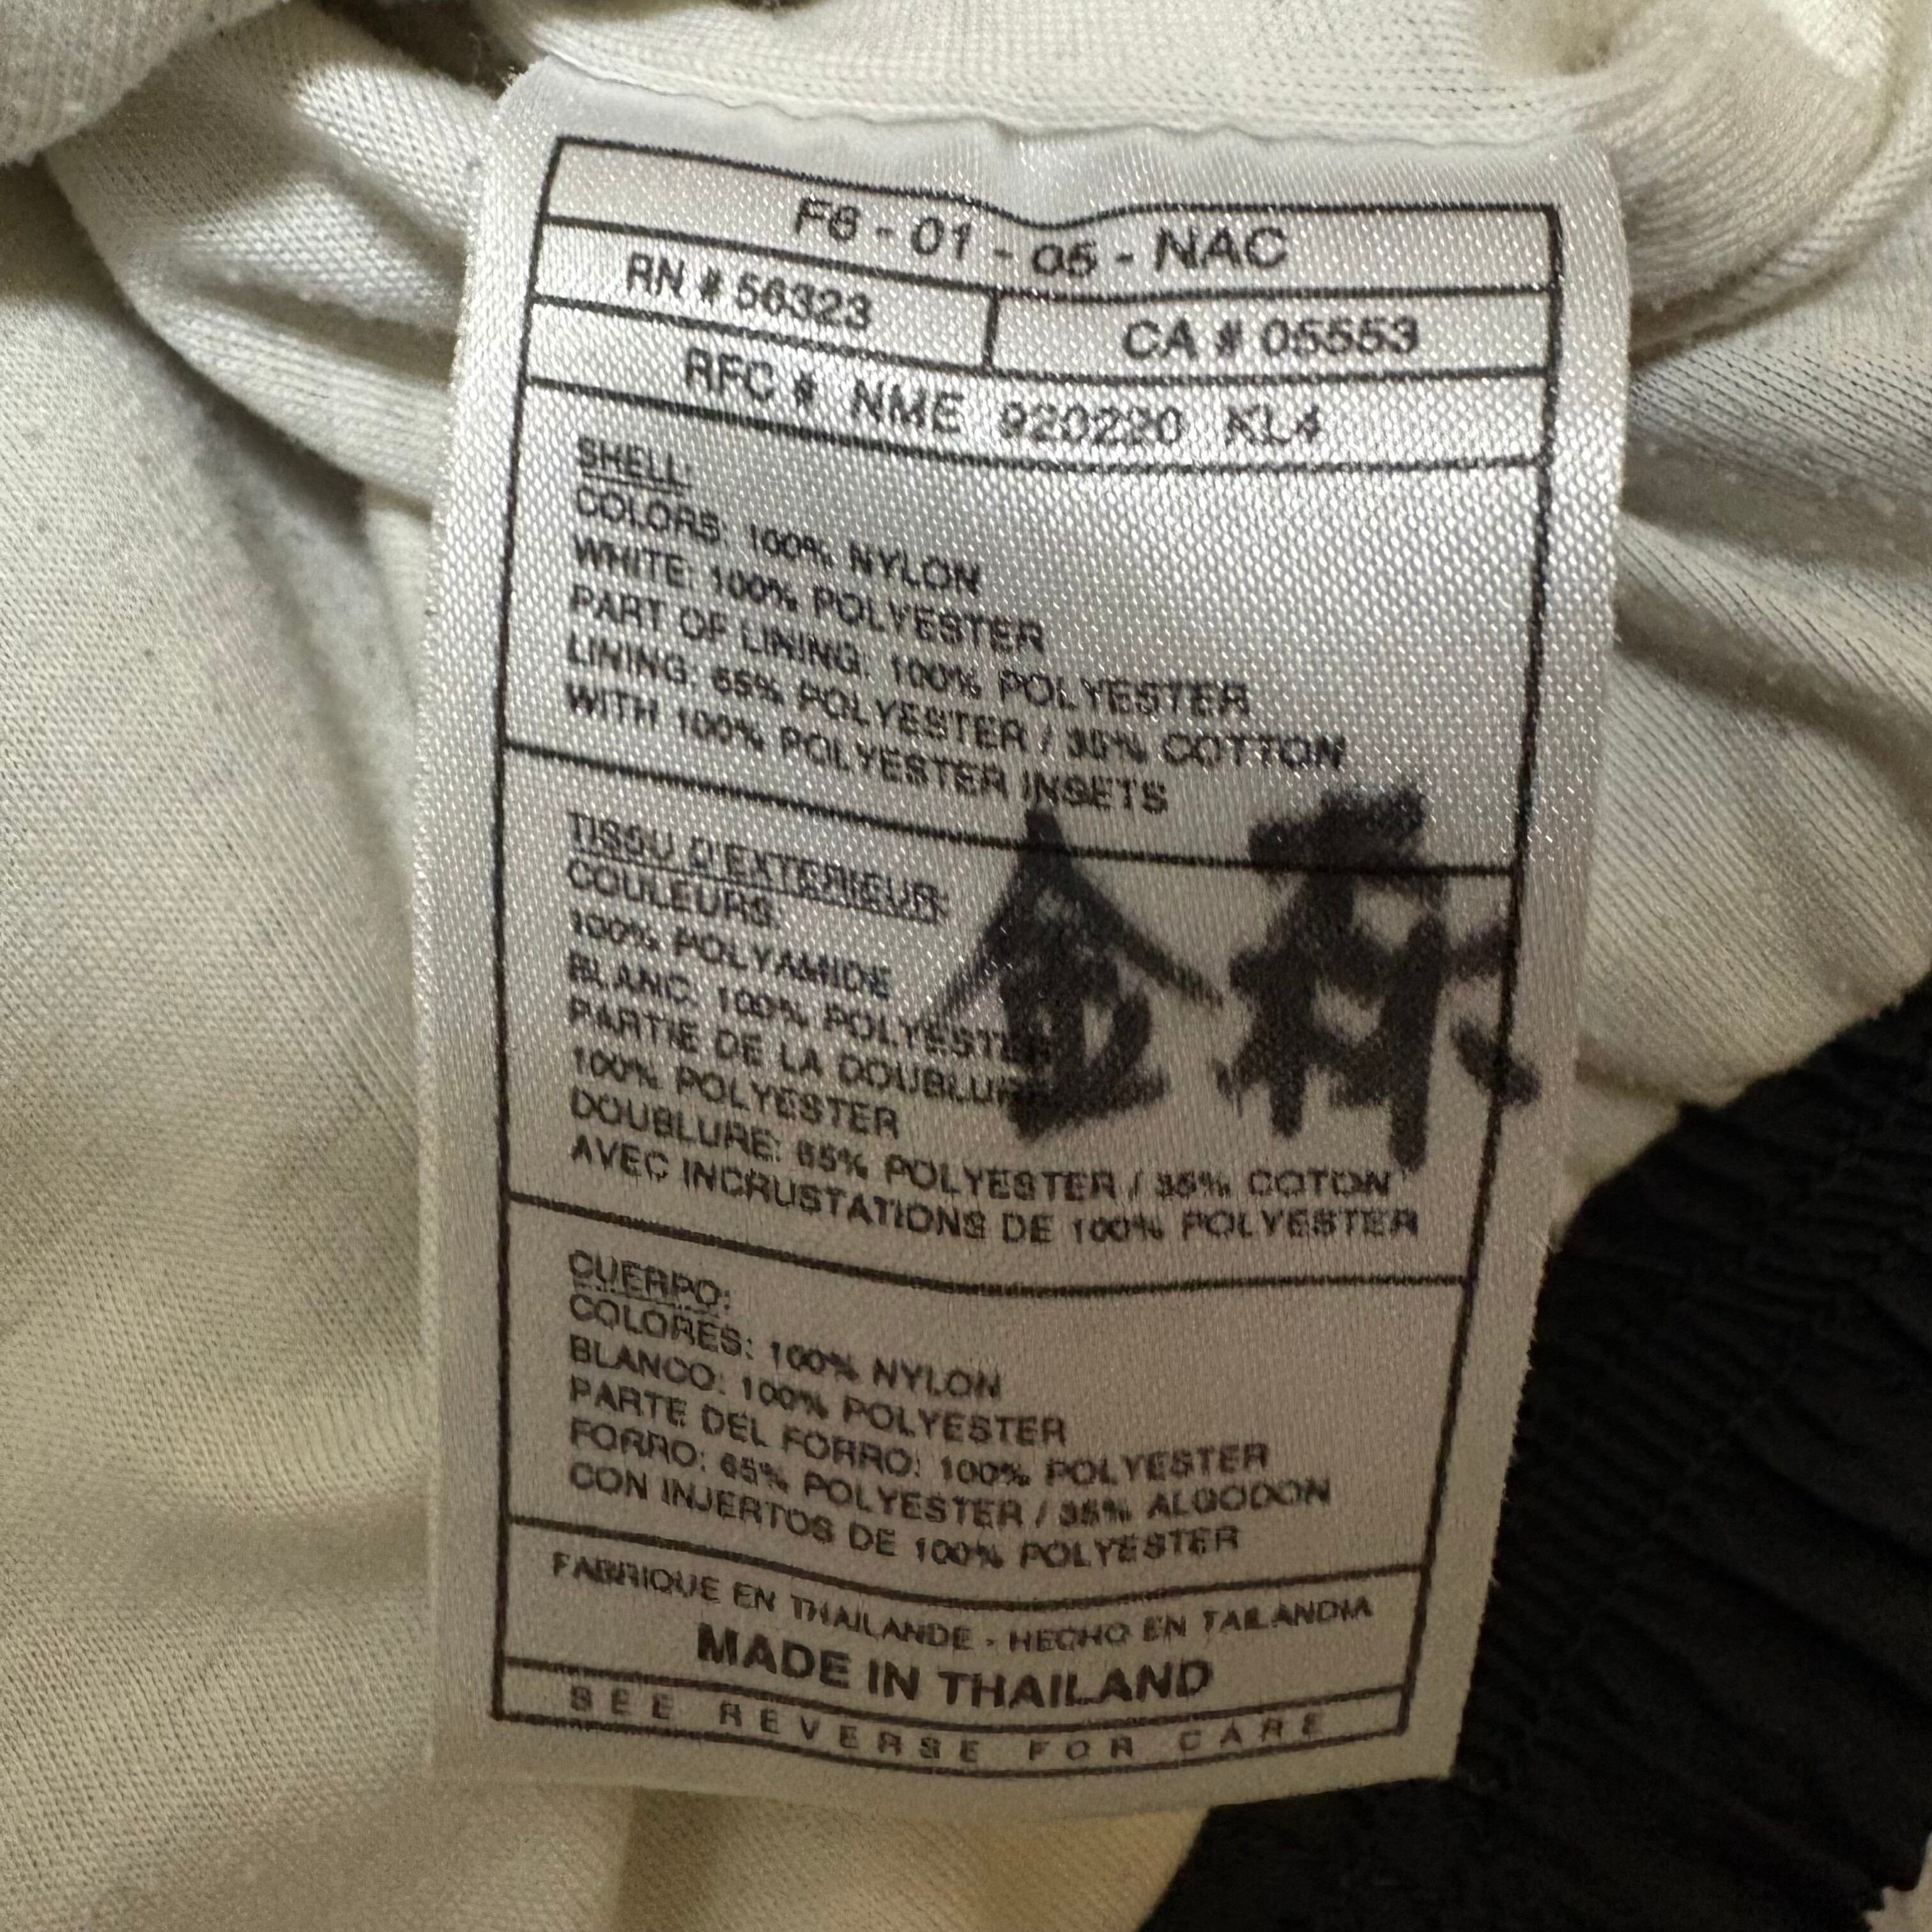 F6 - 01 - 05 - NAC
RN # 56323
CA # 05553
RFC # NME 920220 KL4
SHELL:
COLORS: 100% NYLON
WHITE: 100% POLYESTER
PART OF LINING: 100% POLYESTER
LINING: 65% POLYESTER / 35% COTTON
WITH 100% POLYESTER INSETS
TISSU D'EXTERIEUR:
COULEURS:
100% POLYAMIDE
BLANC: 100% POLYESTER
PARTIE DE LA DOUBLURE
100% POLYESTER
DOUBLURE: 65% POLYESTER / 35% COTON
AVEC INCRUSTATIONS DE 100% POLYESTER
CUERPO:
COLORES: 100% NYLON
BLANCO: 100% POLYESTER
PARTE DEL FORRO: 100% POLYESTER
FORRO: 65% POLYESTER / 35% ALGODON
CON INJERTOS DE 100% POLYESTER
FABRIQUE EN THAILANDE - HECHO EN TAILANDIA
MADE IN THAILAND
SEE REVERSE FOR CARE